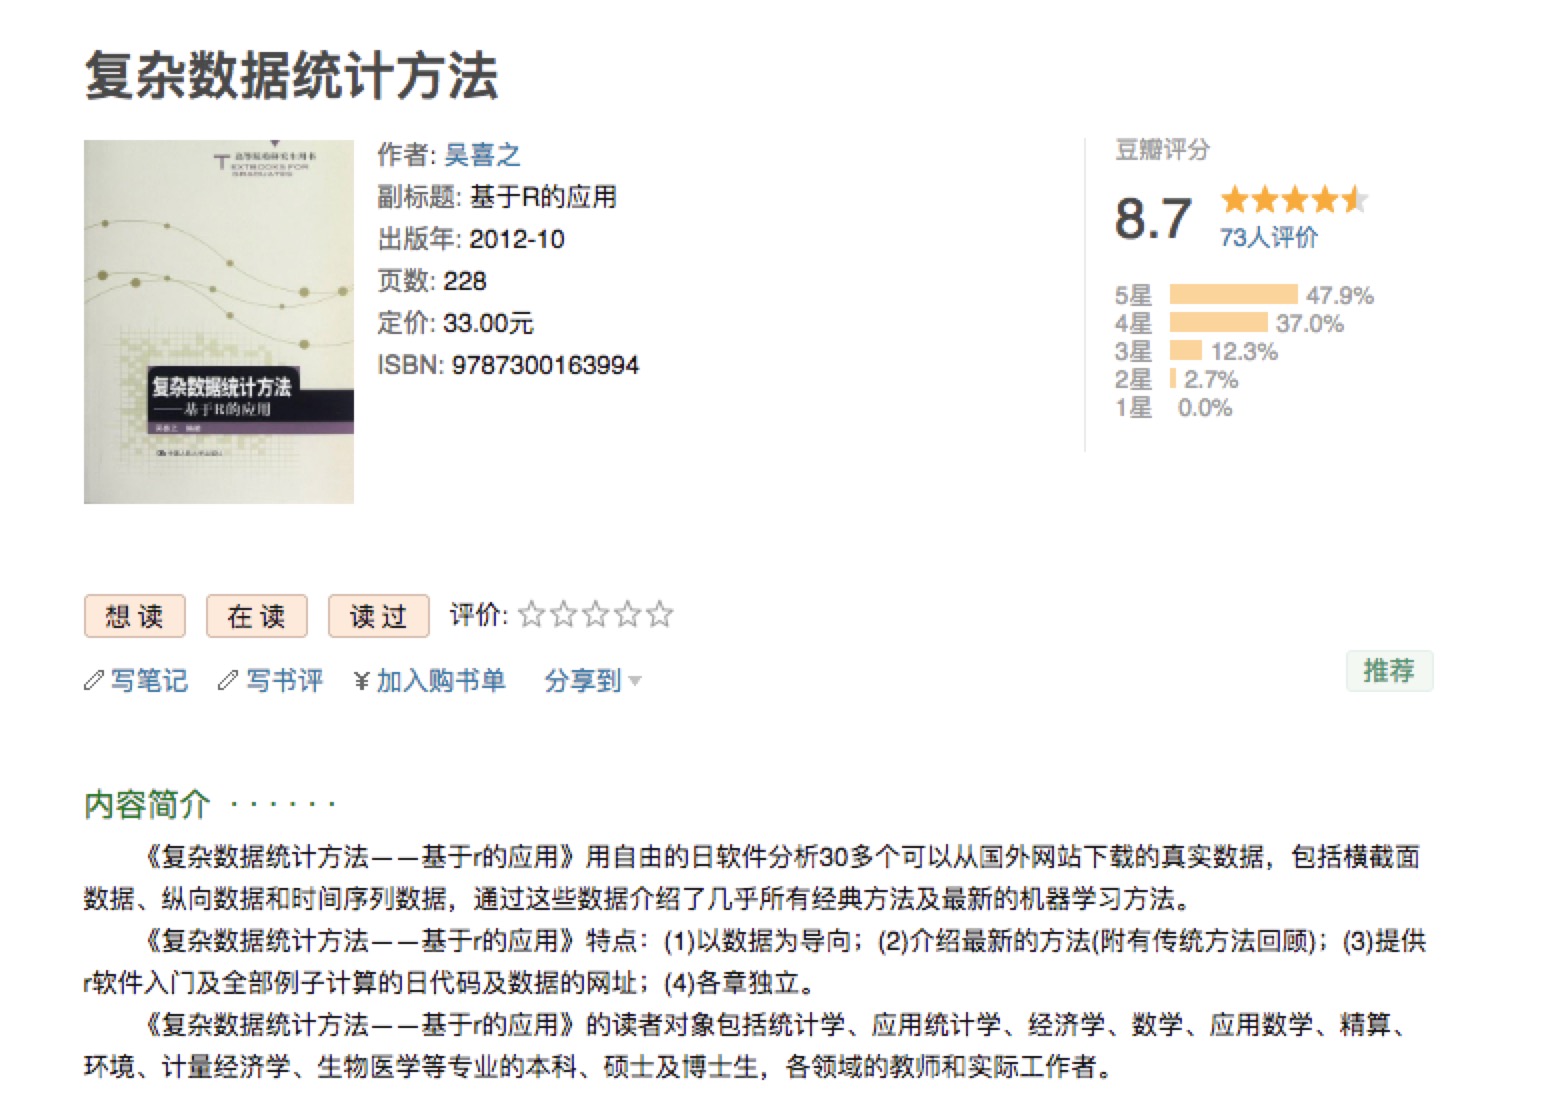 复杂数据统计方法
高等院校研究生用书
TEXTBOOKS FOR
GRADUATES
复杂数据统计方法
——基于R的应用
吴喜之 编著
中国人民大学出版社
作者: 吴喜之
副标题: 基于R的应用
出版年: 2012-10
页数: 228
定价: 33.00元
ISBN: 9787300163994
豆瓣评分
8.7
73人评价
5星 47.9%
4星 37.0%
3星 12.3%
2星 2.7%
1星 0.0%
想读 在读 读过 评价:
写笔记 写书评 ¥加入购书单 分享到
推荐
内容简介 · · · · · ·
《复杂数据统计方法——基于r的应用》用自由的日软件分析30多个可以从国外网站下载的真实数据，包括横截面
数据、纵向数据和时间序列数据，通过这些数据介绍了几乎所有经典方法及最新的机器学习方法。
《复杂数据统计方法——基于r的应用》特点：(1)以数据为导向；(2)介绍最新的方法(附有传统方法回顾)；(3)提供
r软件入门及全部例子计算的日代码及数据的网址；(4)各章独立。
《复杂数据统计方法——基于r的应用》的读者对象包括统计学、应用统计学、经济学、数学、应用数学、精算、
环境、计量经济学、生物医学等专业的本科、硕士及博士生，各领域的教师和实际工作者。